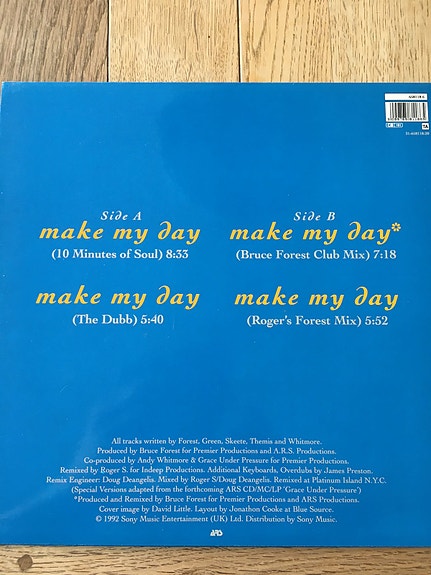 Side A
make my day
(10 Minutes of Soul) 8:33
make my day
(The Dubb) 5:40
Side B
make my day*
(Bruce Forest Club Mix) 7:18
make my day
(Roger's Forest Mix) 5:52
All tracks written by Forest, Green, Skeete, Themis and Whitmore.
Produced by Bruce Forest for Premier Productions and A.R.S. Productions.
Co-produced by Andy Whitmore & Grace Under Pressure for Premier Productions.
Remixed by Roger S. for Indeep Productions. Additional Keyboards, Overdubs by James Preston.
Remix Engineer: Doug Deangelis. Mixed by Roger S/Doug Deangelis. Remixed at Platinum Island N.Y.C.
(Special Versions adapted from the forthcoming ARS CD/MC/LP 'Grace Under Pressure')
*Produced and Remixed by Bruce Forest for Premier Productions and ARS Productions.
Cover image by David Little. Layout by Jonathon Cooke at Blue Source.
© 1992 Sony Music Entertainment (UK) Ltd. Distribution by Sony Music.
ARS